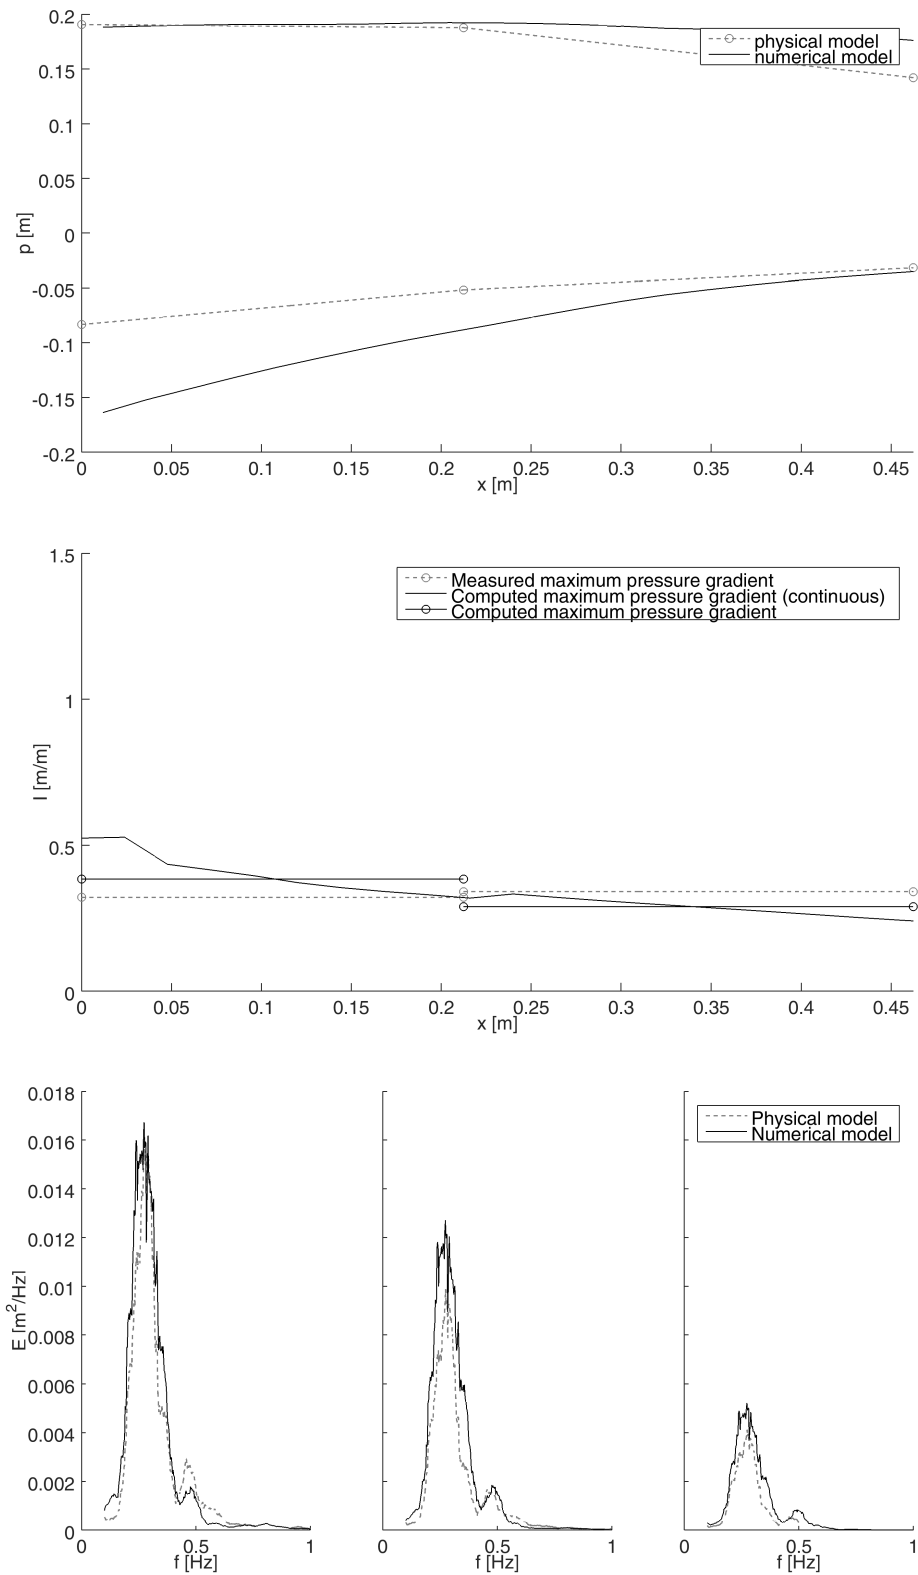 0.2
0.15
0.1
0.05
0
-0.05
-0.1
-0.15
-0.2
p [m]
physical model
numerical model
0 0.05 0.1 0.15 0.2 0.25 0.3 0.35 0.4 0.45
x [m]
1.5
1
0.5
0
I [m/m]
Measured maximum pressure gradient
Computed maximum pressure gradient (continuous)
Computed maximum pressure gradient
0 0.05 0.1 0.15 0.2 0.25 0.3 0.35 0.4 0.45
x [m]
0.018
0.016
0.014
0.012
0.01
0.008
0.006
0.004
0.002
0
E [m²/Hz]
Physical model
Numerical model
0 0.5 1 0 0.5 1 0 0.5 1
f [Hz] f [Hz] f [Hz]